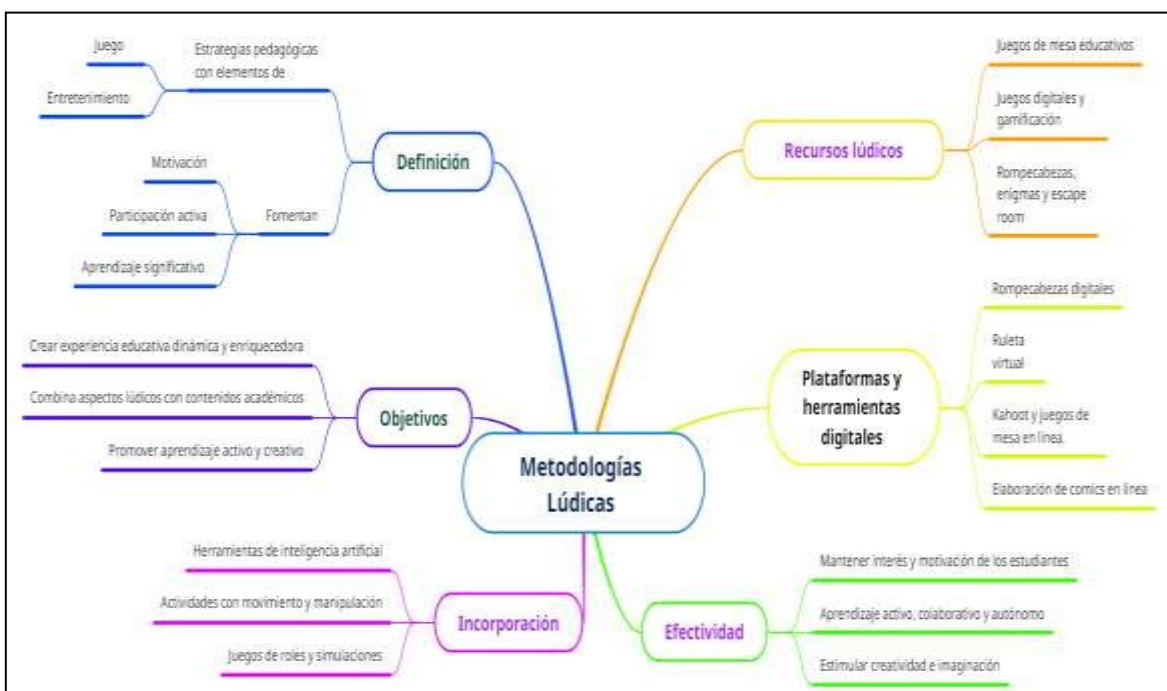 Metodologías
Lúdicas
Definición
Estrategias pedagógicas
con elementos de
Juego
Entretenimiento
Fomentan
Motivación
Participación activa
Aprendizaje significativo
Objetivos
Crear experiencia educativa dinámica y enriquecedora
Combina aspectos lúdicos con contenidos académicos
Promover aprendizaje activo y creativo
Incorporación
Herramientas de inteligencia artificial
Actividades con movimiento y manipulación
Juegos de roles y simulaciones
Recursos lúdicos
Juegos de mesa educativos
Juegos digitales y
gamificación
Rompecabezas,
enigmas y escape
room
Plataformas y
herramientas
digitales
Rompecabezas digitales
Ruleta
virtual
Kahoot y juegos de
mesa en línea.
Elaboración de comics en línea
Efectividad
Mantener interés y motivación de los estudiantes
Aprendizaje activo, colaborativo y autónomo
Estimular creatividad e imaginación